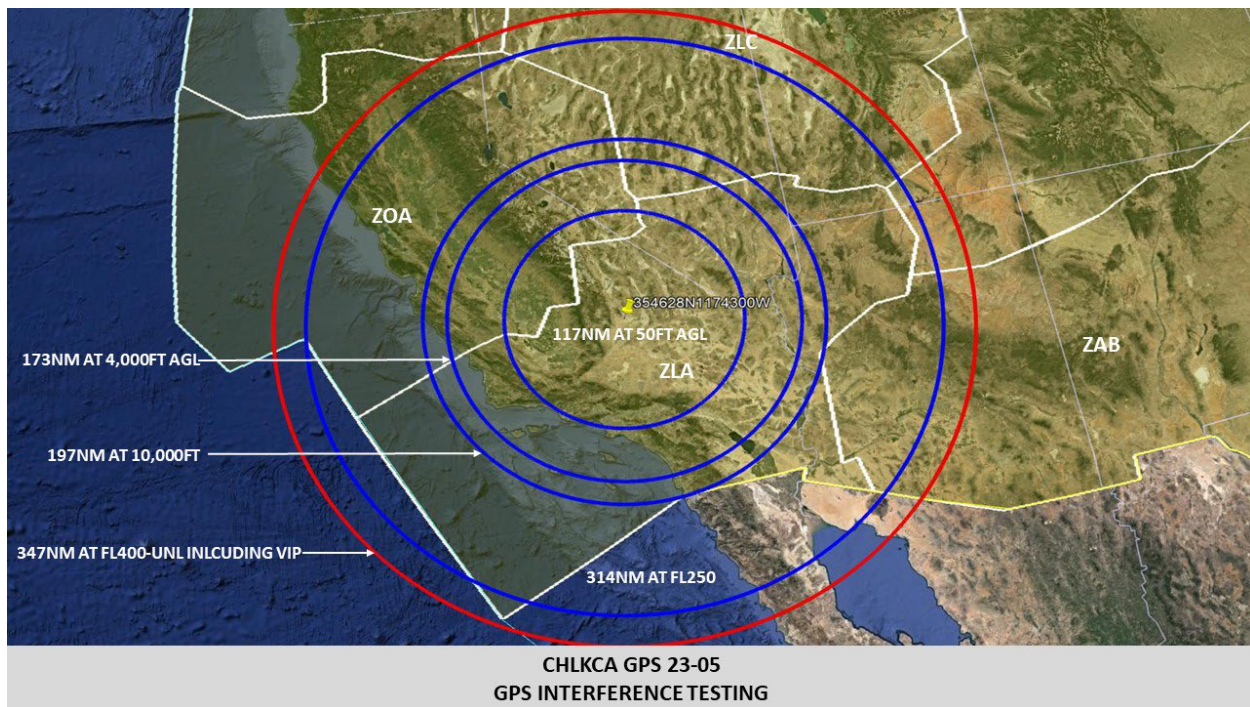 ZLC
ZOA
354628N1174300W
117NM AT 50FT AGL
ZAB
173NM AT 4,000FT AGL
ZLA
197NM AT 10,000FT
347NM AT FL400-UNL INLCUDING VIP
314NM AT FL250
CHLKCA GPS 23-05
GPS INTERFERENCE TESTING